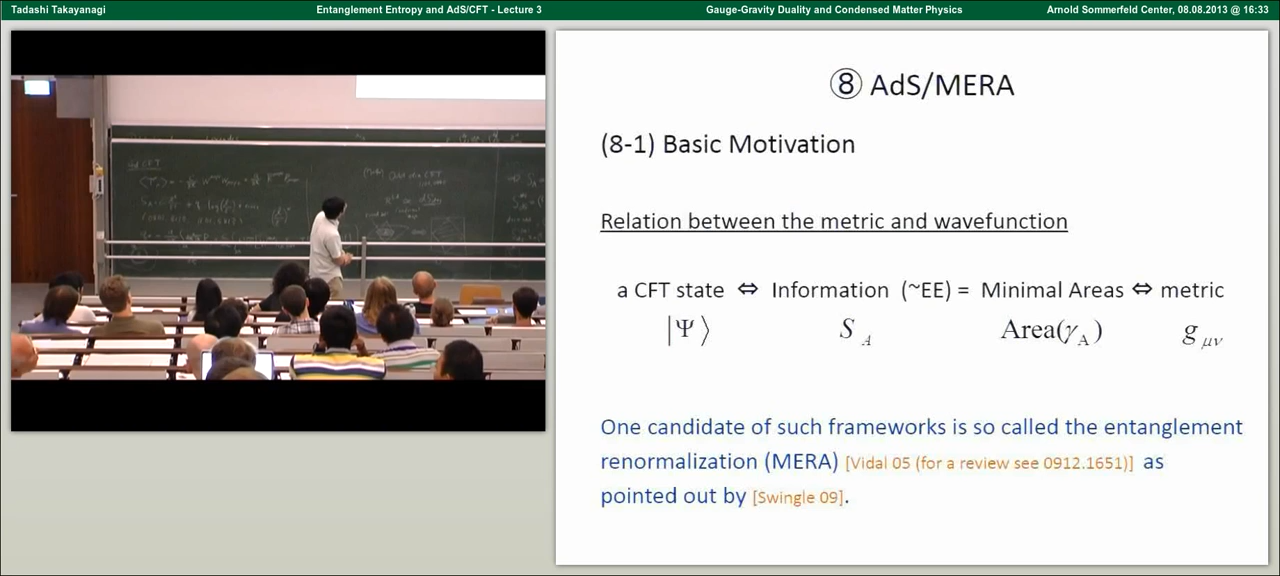 Tadashi Takayanagi Entanglement Entropy and AdS/CFT - Lecture 3 Gauge-Gravity Duality and Condensed Matter Physics Arnold Sommerfeld Center, 08.08.2013 @ 16:33
⑧ AdS/MERA
(8-1) Basic Motivation
Relation between the metric and wavefunction
a CFT state ⇔ Information (~EE) = Minimal Areas ⇔ metric
|Ψ⟩ S_A Area(γ_A) g_μν
One candidate of such frameworks is so called the entanglement
renormalization (MERA) [Vidal 05 (for a review see 0912.1651)] as
pointed out by [Swingle 09].